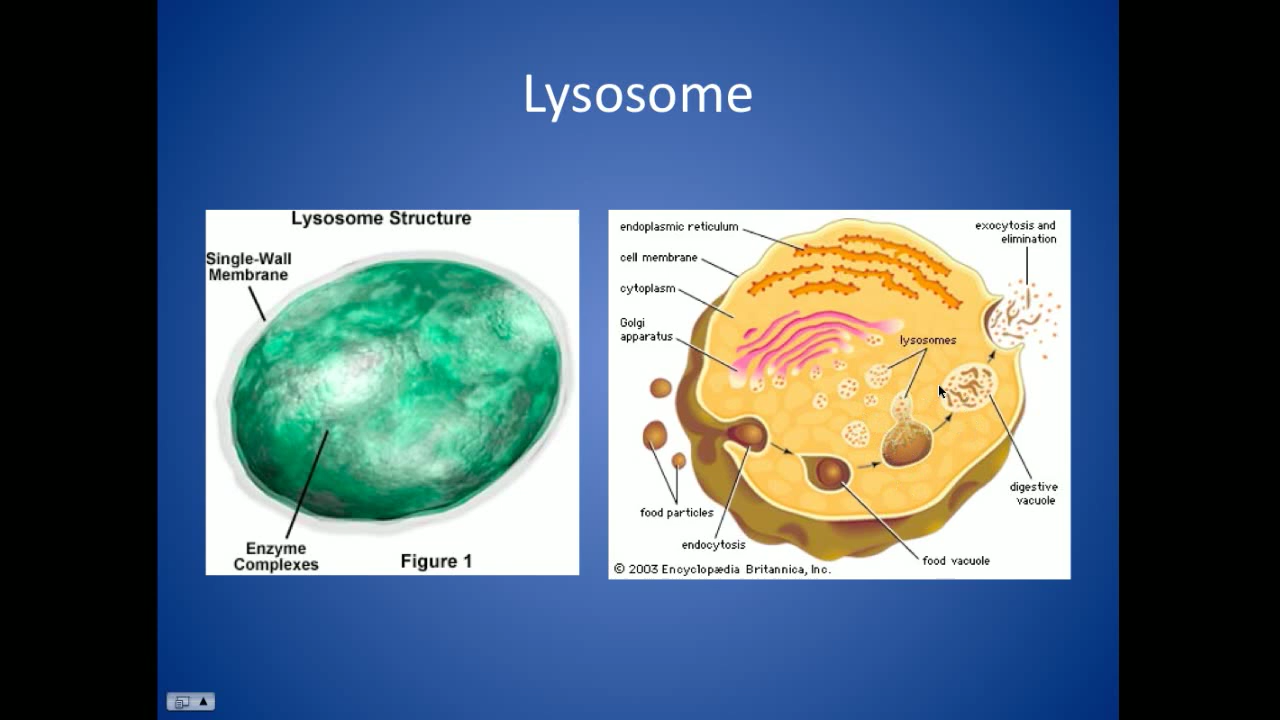 Lysosome
Lysosome Structure
Single-Wall
Membrane
Enzyme
Complexes
Figure 1
endoplasmic reticulum
cell membrane
cytoplasm
Golgi
apparatus
exocytosis and
elimination
lysosomes
food particles
endocytosis
digestive
vacuole
food vacuole
© 2003 Encyclopædia Britannica, Inc.